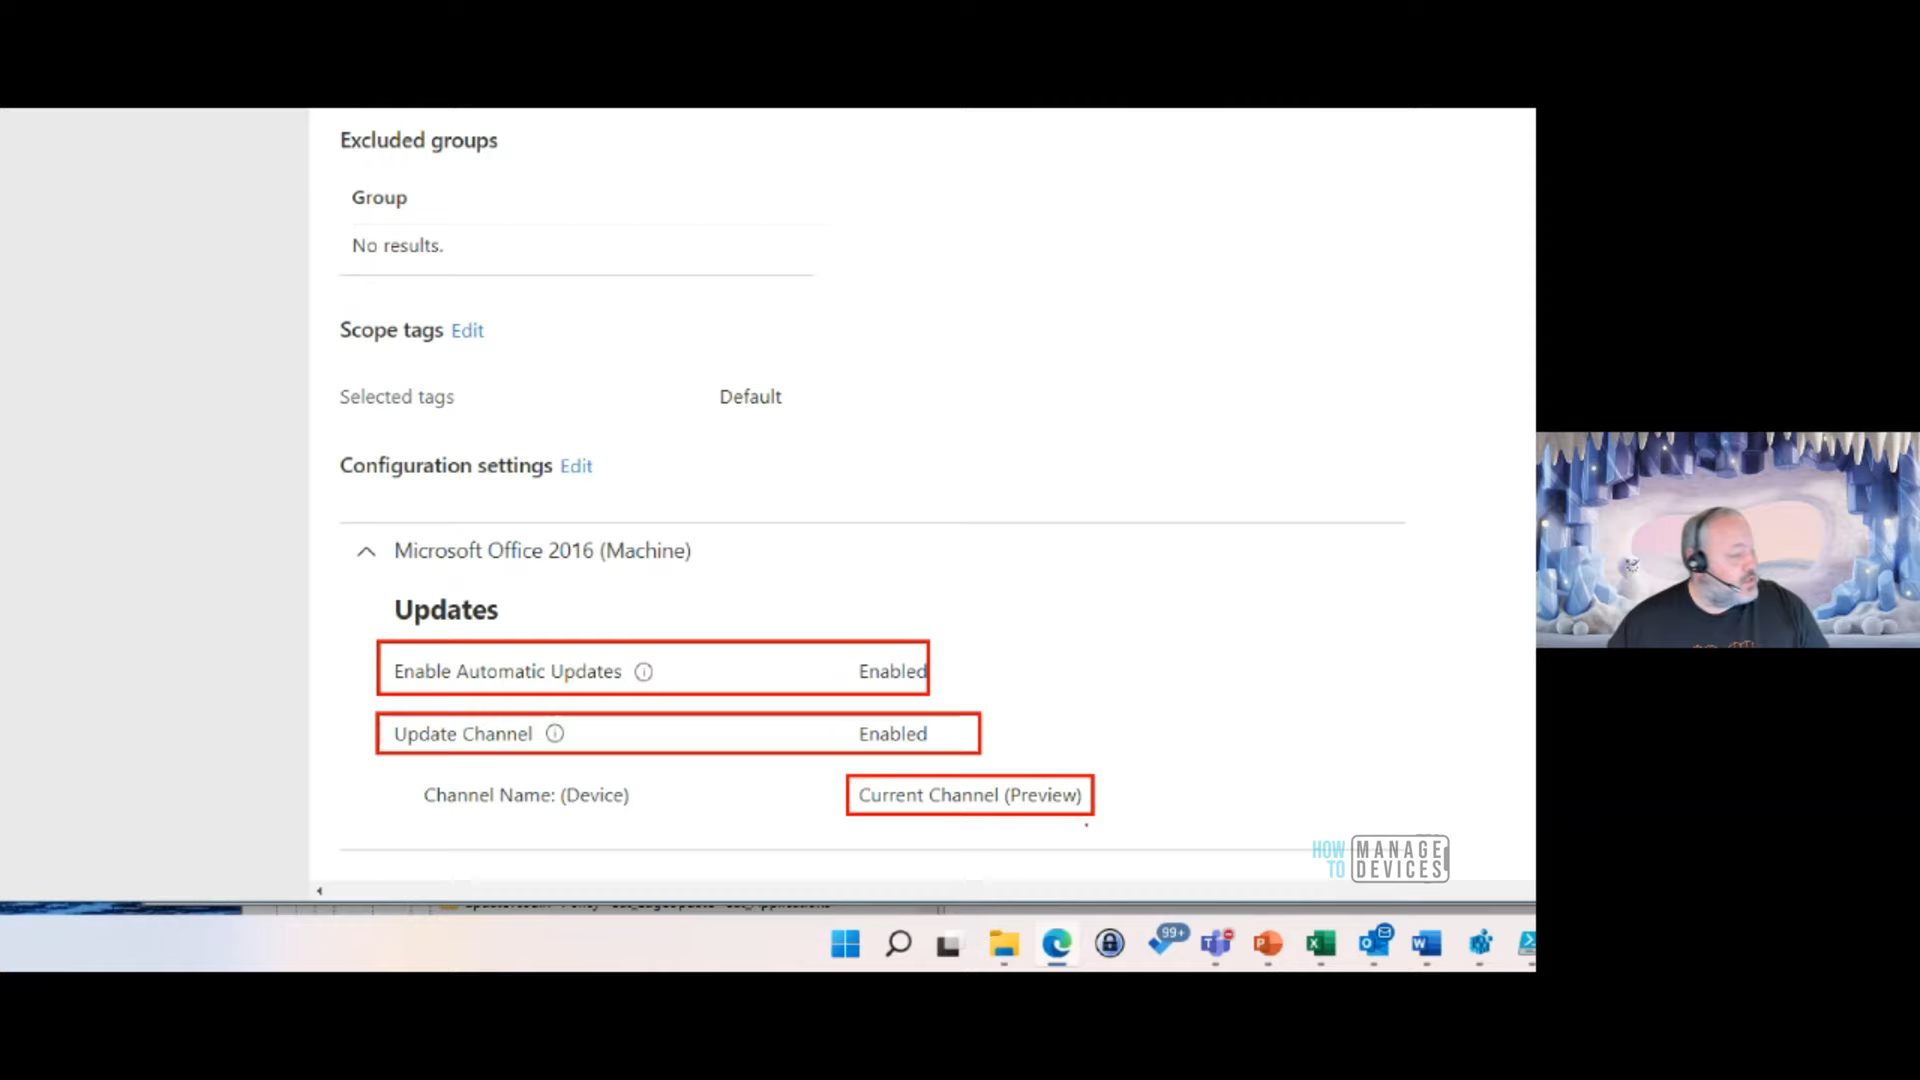 Excluded groups
Group
No results.
Scope tags Edit
Selected tags Default
Configuration settings Edit
Microsoft Office 2016 (Machine)
Updates
Enable Automatic Updates Enabled
Update Channel Enabled
Channel Name: (Device) Current Channel (Preview)
HOW TO MANAGE DEVICES
99+